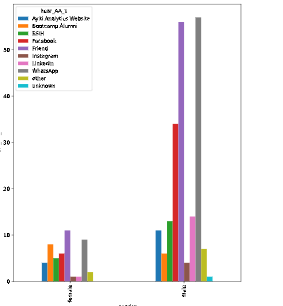 Ayiti Analytics Website
Bootcamp Alumni
ESIH
Facebook
Friend
Instagram
LinkedIn
WhatsApp
other
unknown
50
40
30
20
10
0
female
male